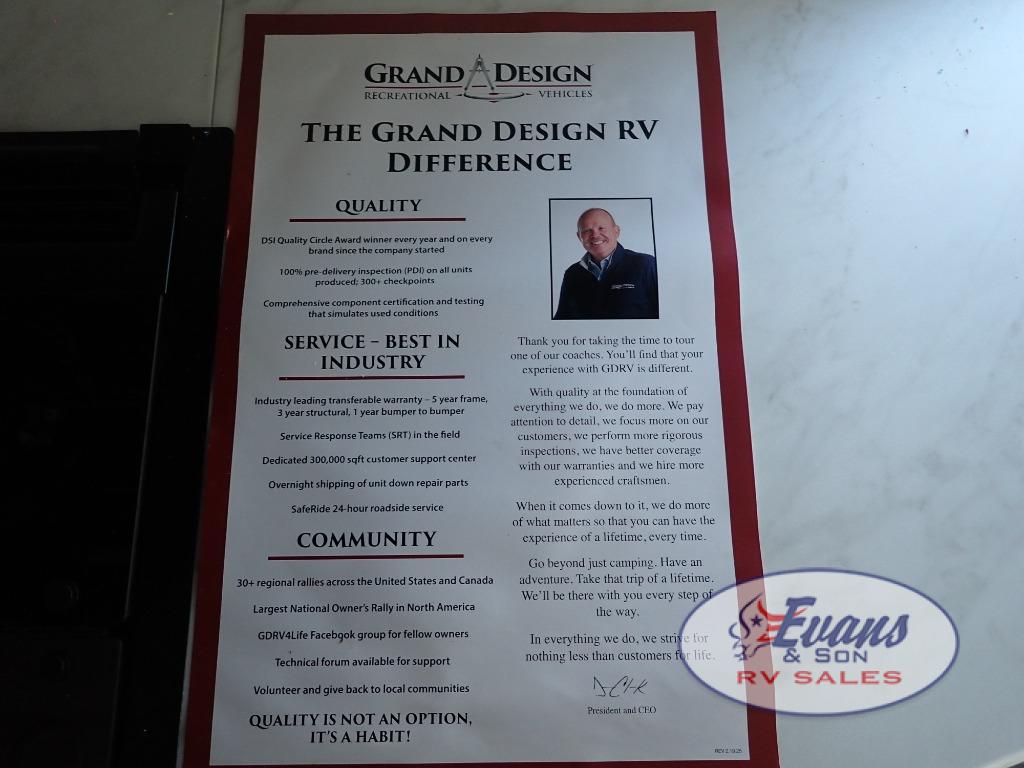 GRAND DESIGN
RECREATIONAL VEHICLES
THE GRAND DESIGN RV
DIFFERENCE
QUALITY
DSI Quality Circle Award winner every year and on every
brand since the company started
100% pre-delivery inspection (PDI) on all units
produced; 300+ checkpoints
Comprehensive component certification and testing
that simulates used conditions
SERVICE – BEST IN
INDUSTRY
Industry leading transferable warranty – 5 year frame,
3 year structural, 1 year bumper to bumper
Service Response Teams (SRT) in the field
Dedicated 300,000 sqft customer support center
Overnight shipping of unit down repair parts
SafeRide 24-hour roadside service
COMMUNITY
30+ regional rallies across the United States and Canada
Largest National Owner's Rally in North America
GDRV4Life Facebook group for fellow owners
Technical forum available for support
Volunteer and give back to local communities
QUALITY IS NOT AN OPTION,
IT'S A HABIT!
Thank you for taking the time to tour
one of our coaches. You'll find that your
experience with GDRV is different.
With quality at the foundation of
everything we do, we do more. We pay
attention to detail, we focus more on our
customers, we perform more rigorous
inspections, we have better coverage
with our warranties and we hire more
experienced craftsmen.
When it comes down to it, we do more
of what matters so that you can have the
experience of a lifetime, every time.
Go beyond just camping. Have an
adventure. Take that trip of a lifetime.
We'll be there with you every step of
the way.
In everything we do, we strive for
nothing less than customers for life.
President and CEO
REV 2.19.25
Evans
& SON
RV SALES